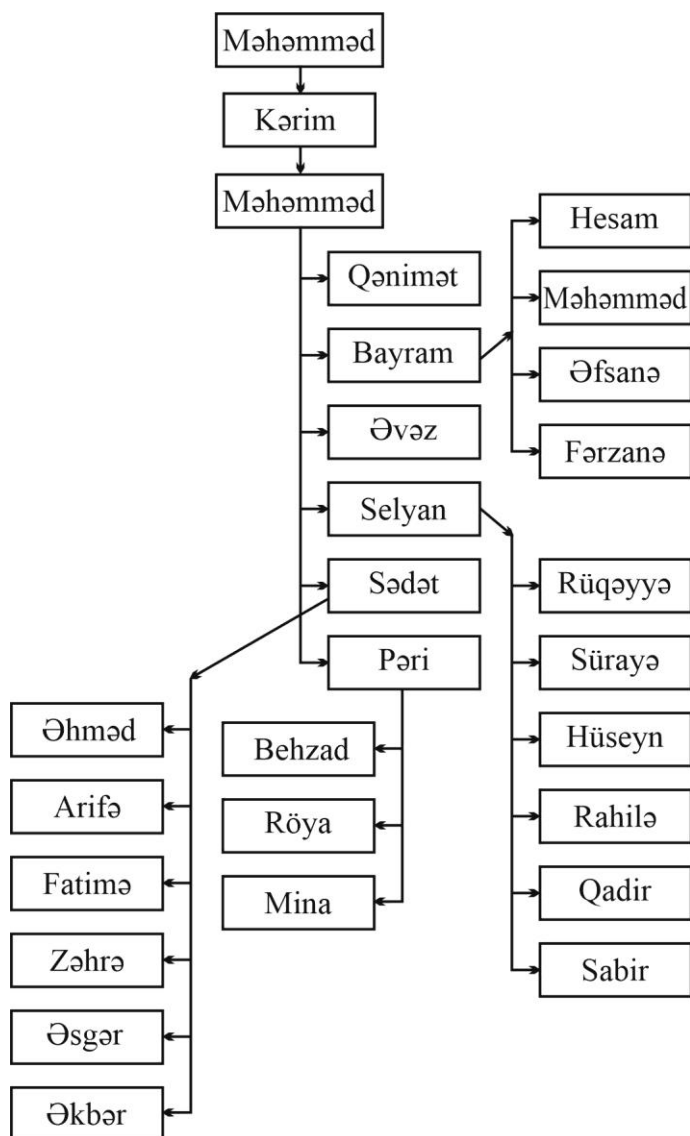 Məhəmməd
Kərim
Məhəmməd
Qənimət
Bayram
Əvəz
Selyan
Sədət
Pəri
Hesam
Məhəmməd
Əfsanə
Fərzanə
Rüqəyyə
Sürayə
Hüseyn
Rahilə
Qadir
Sabir
Behzad
Röya
Mina
Əhməd
Arifə
Fatimə
Zəhrə
Əsgər
Əkbər